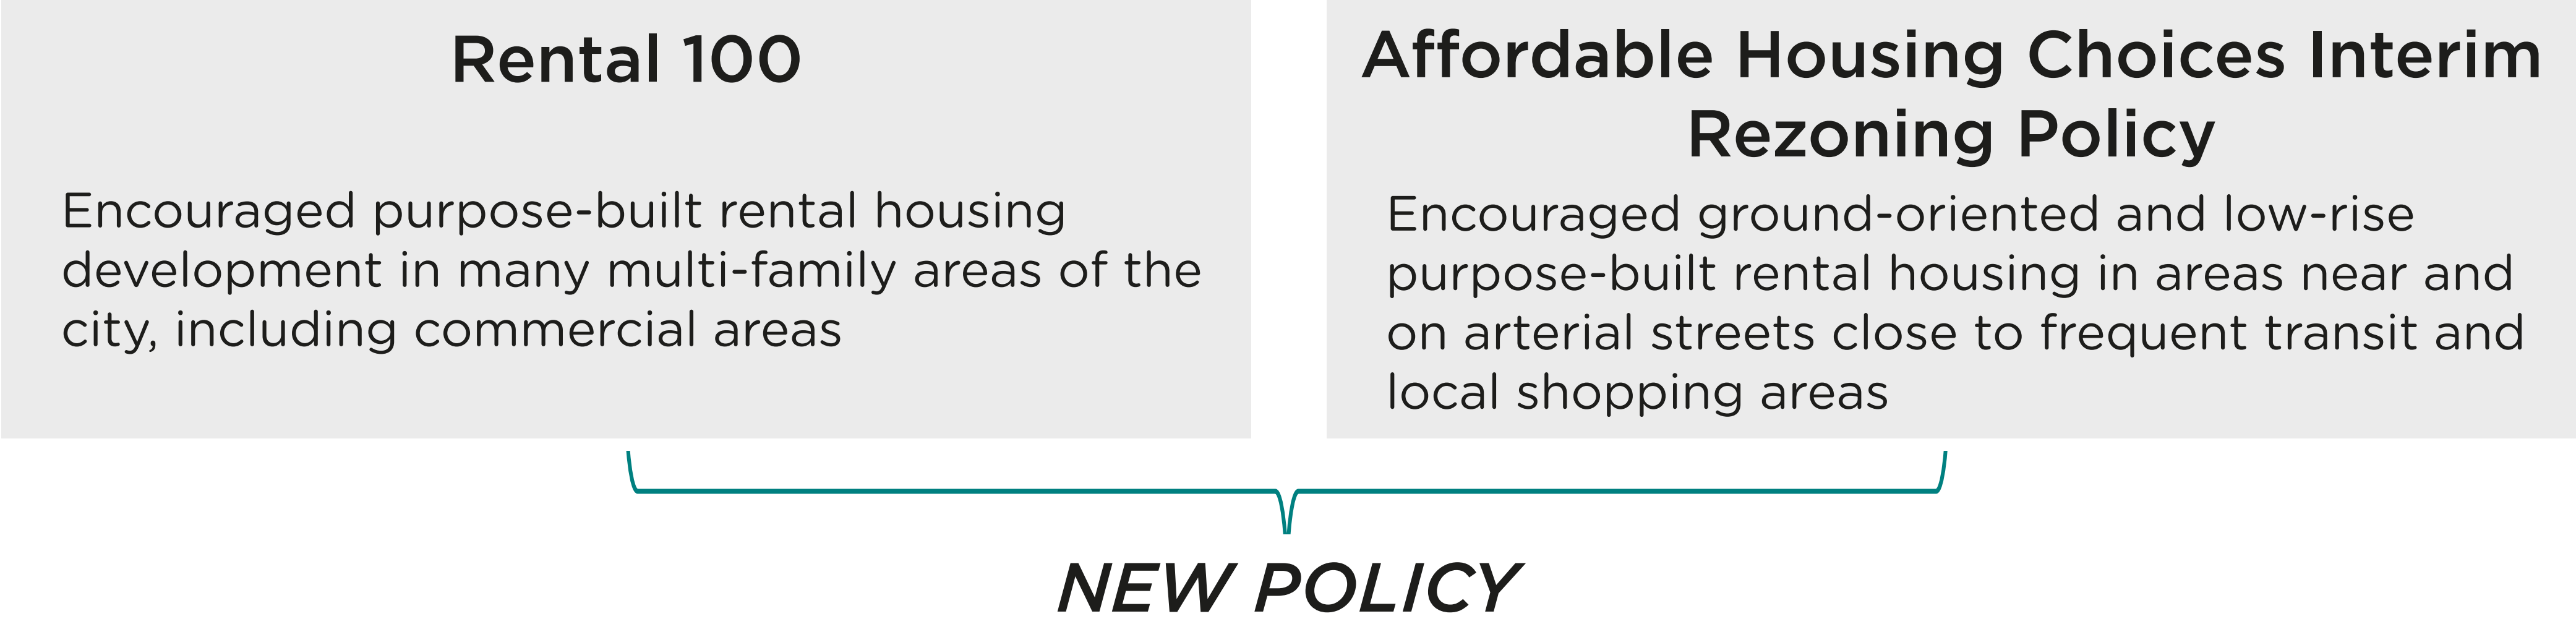 Rental 100
Encouraged purpose-built rental housing
development in many multi-family areas of the
city, including commercial areas
Affordable Housing Choices Interim
Rezoning Policy
Encouraged ground-oriented and low-rise
purpose-built rental housing in areas near and
on arterial streets close to frequent transit and
local shopping areas
NEW POLICY